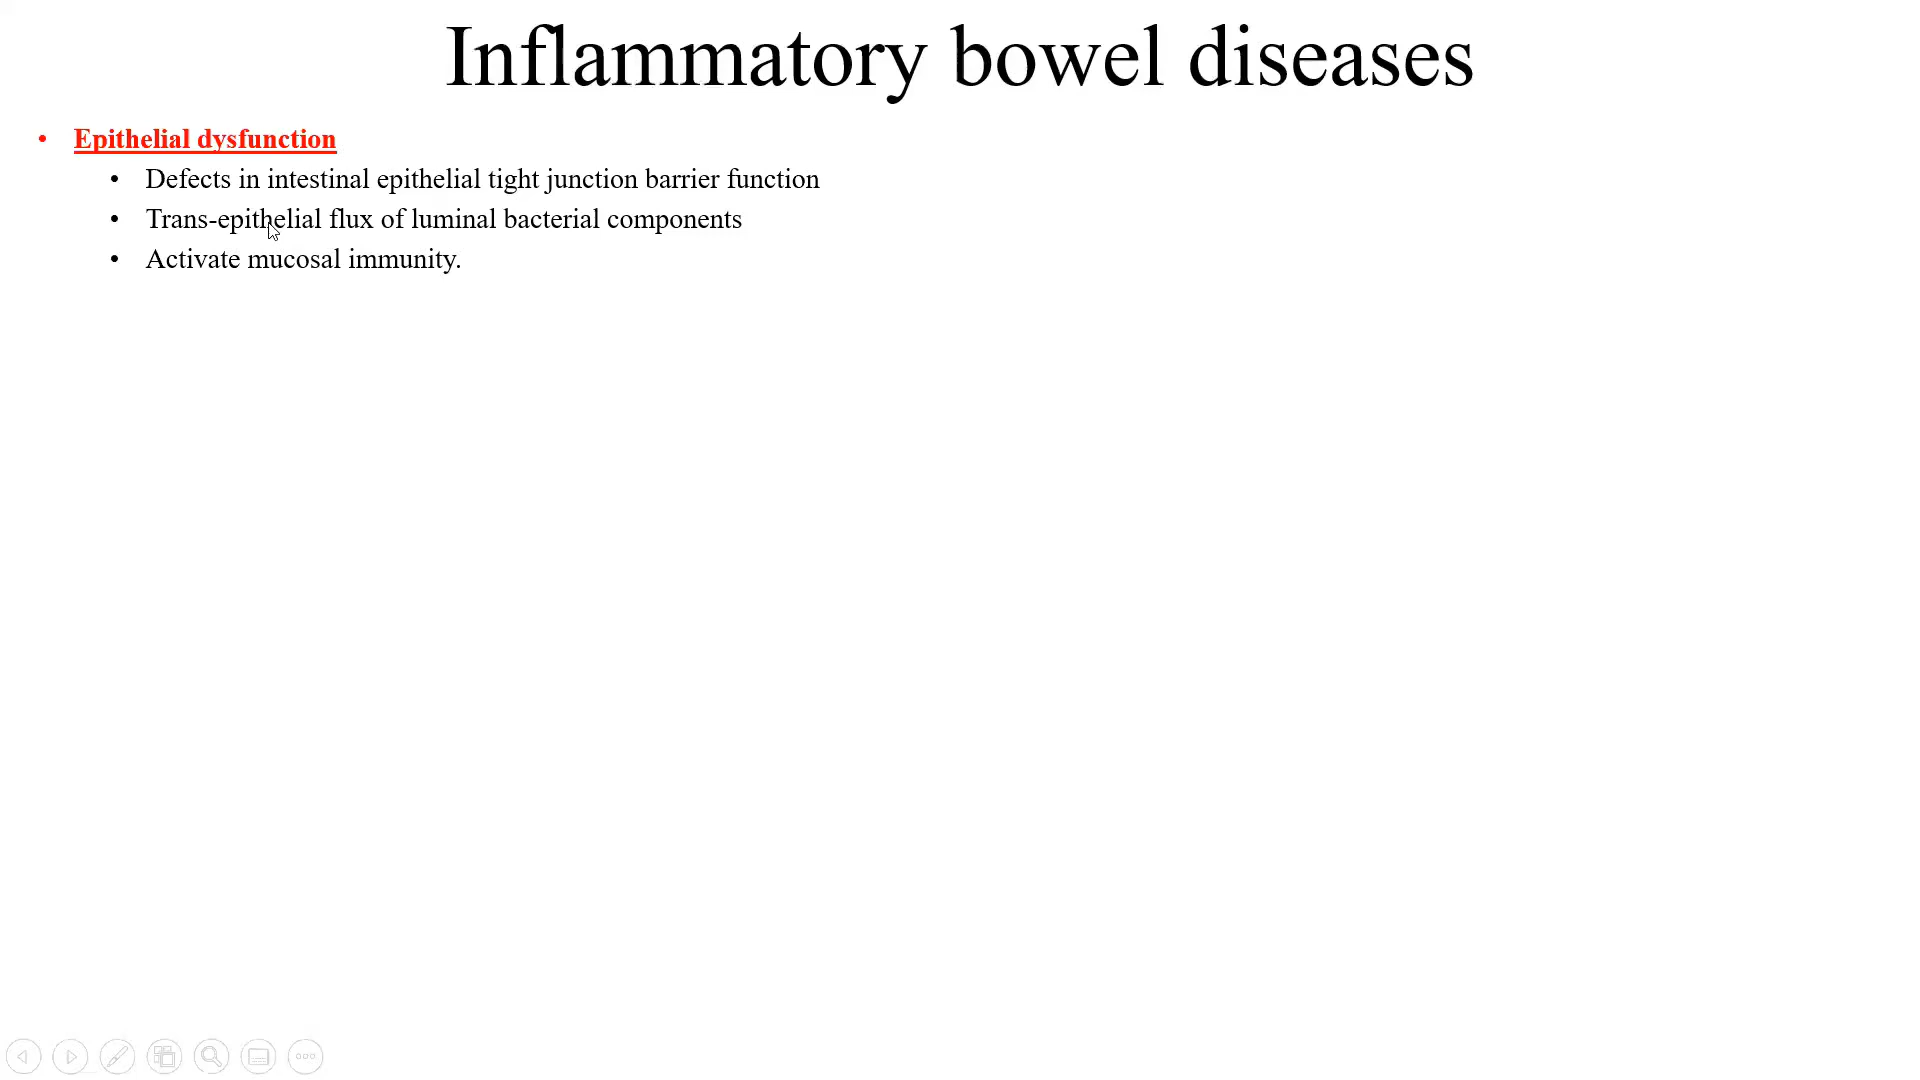 Inflammatory bowel diseases
• Epithelial dysfunction
• Defects in intestinal epithelial tight junction barrier function
• Trans-epithelial flux of luminal bacterial components
• Activate mucosal immunity.